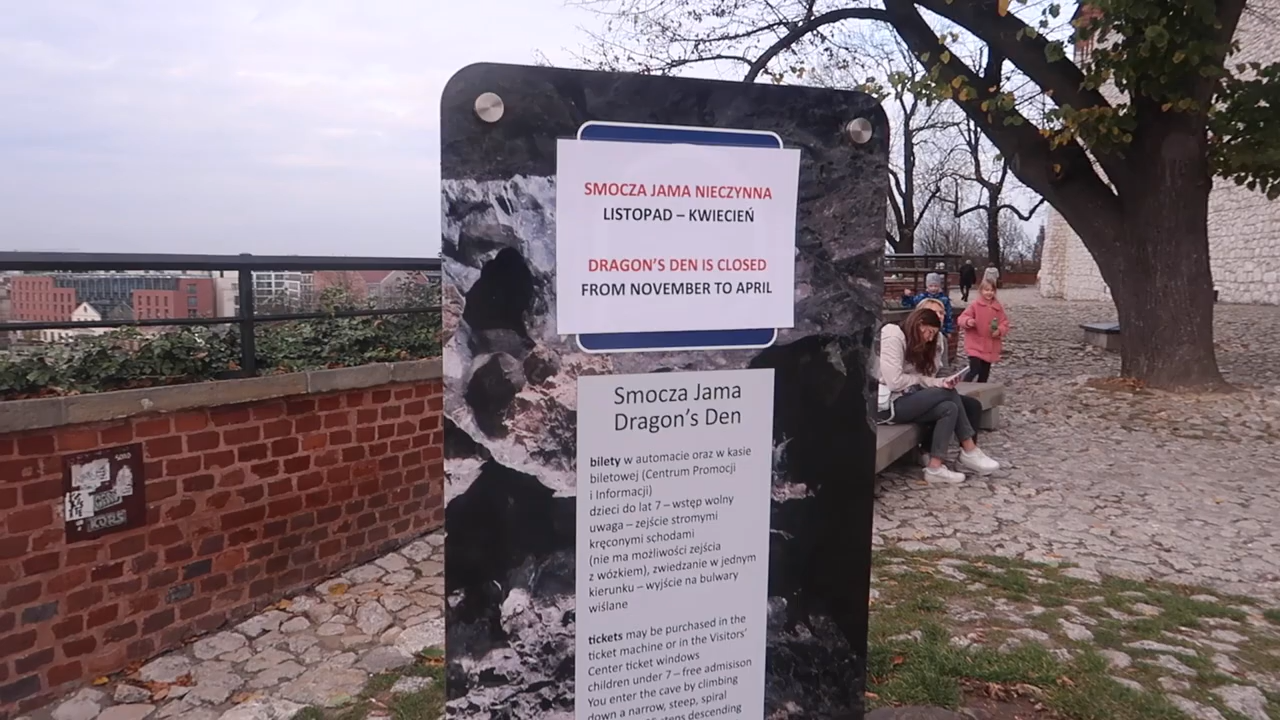 SMOCZA JAMA NIECZYNNA
LISTOPAD – KWIECIEŃ
DRAGON'S DEN IS CLOSED
FROM NOVEMBER TO APRIL
Smocza Jama
Dragon's Den
bilety w automacie oraz w kasie
biletowej (Centrum Promocji
i Informacji)
dzieci do lat 7 – wstęp wolny
uwaga – zejście stromymi
kręconymi schodami
(nie ma możliwości zejścia
z wózkiem), zwiedzanie w jednym
kierunku – wyjście na bulwary
wiślane
tickets may be purchased in the
ticket machine or in the Visitors'
Center ticket windows
children under 7 – free admisison
You enter the cave by climbing
down a narrow, steep, spiral
descending